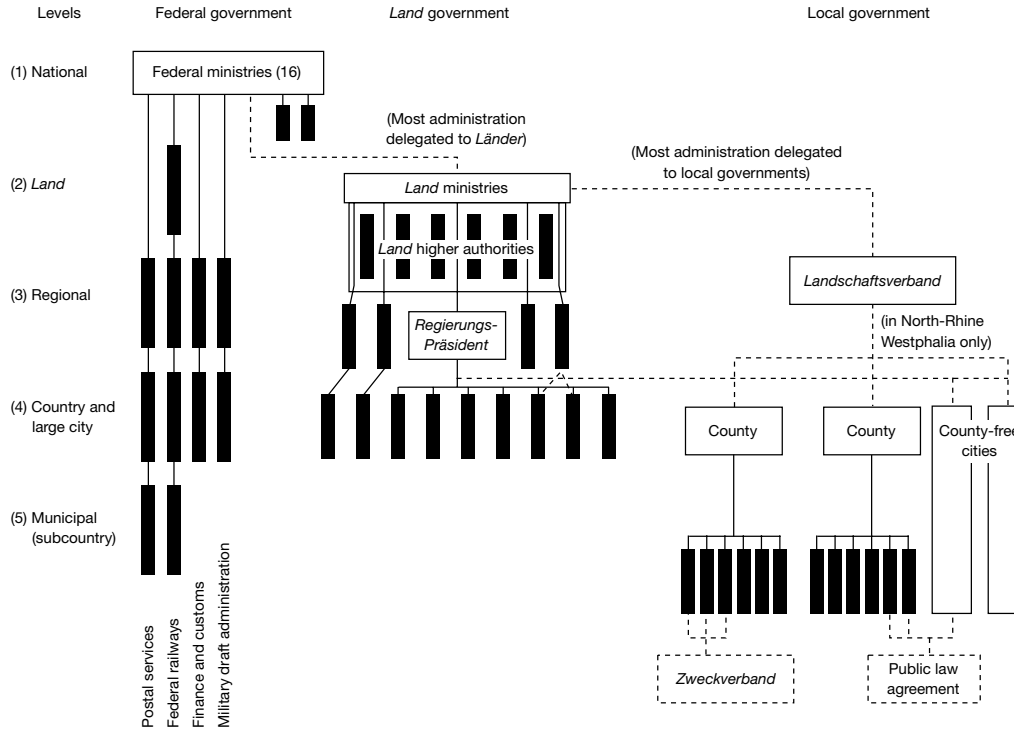 Levels
Federal government
Land government
Local government
(1) National
Federal ministries (16)
(Most administration
delegated to Länder)
(Most administration delegated
to local governments)
(2) Land
Land ministries
Land higher authorities
(3) Regional
Landschaftsverband
Regierungs-
Präsident
(in North-Rhine
Westphalia only)
(4) Country and
large city
County
County
County-free
cities
(5) Municipal
(subcountry)
Postal services
Federal railways
Finance and customs
Military draft administration
Zweckverband
Public law
agreement